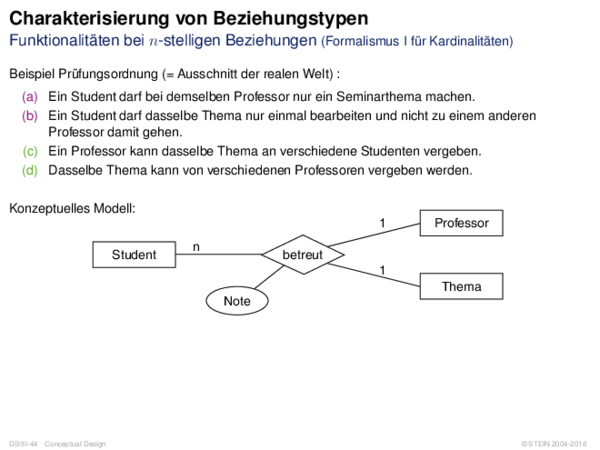 Charakterisierung von Beziehungstypen
Funktionalitäten bei n-stelligen Beziehungen (Formalismus I für Kardinalitäten)
Beispiel Prüfungsordnung (= Ausschnitt der realen Welt) :
(a) Ein Student darf bei demselben Professor nur ein Seminarthema machen.
(b) Ein Student darf dasselbe Thema nur einmal bearbeiten und nicht zu einem anderen
Professor damit gehen.
(c) Ein Professor kann dasselbe Thema an verschiedene Studenten vergeben.
(d) Dasselbe Thema kann von verschiedenen Professoren vergeben werden.
Konzeptuelles Modell:
1
Professor
Student
n
betreut
1
Thema
Note
DB:III-44 Conceptual Design
© STEIN 2004-2018